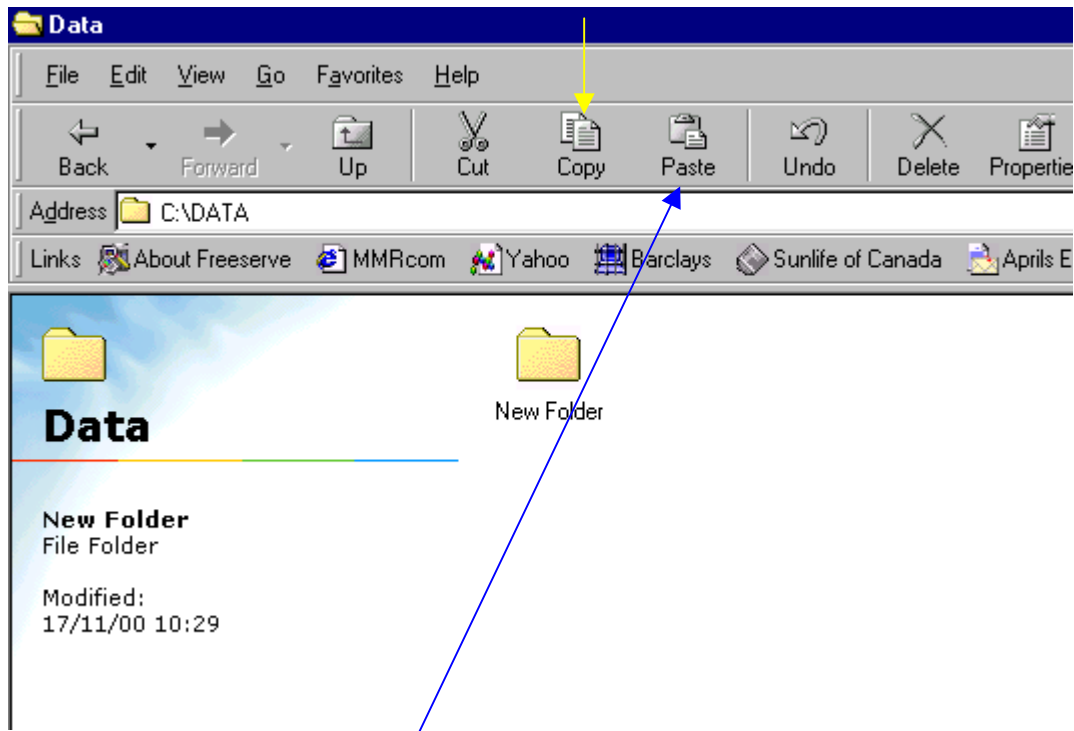 Data
File Edit View Go Favorites Help
Back Forward Up Cut Copy Paste Undo Delete Propertie
Address C:\DATA
Links About Freeserve MMRcom Yahoo Barclays Sunlife of Canada Aprils E
Data
New Folder
New Folder
File Folder
Modified:
17/11/00 10:29